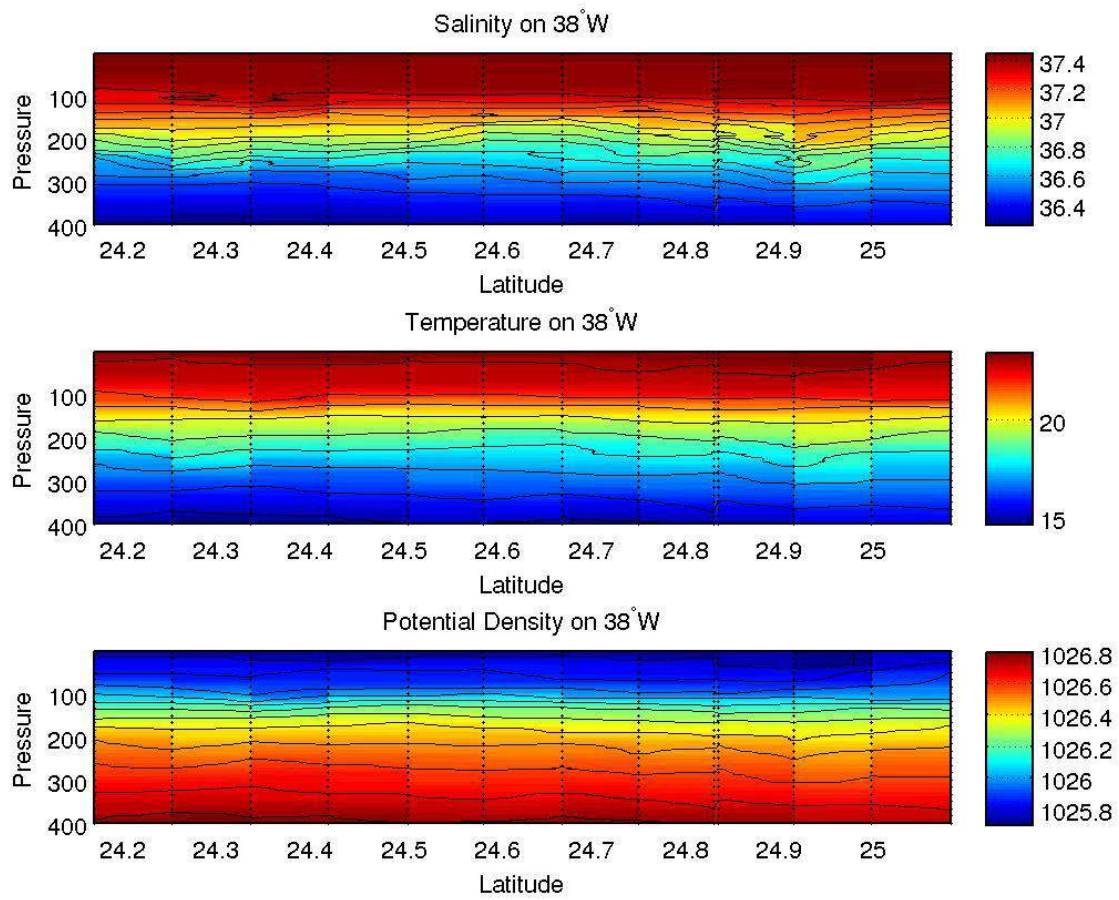 Salinity on 38°W
Pressure
100
200
300
400
24.2 24.3 24.4 24.5 24.6 24.7 24.8 24.9 25
Latitude
37.4
37.2
37
36.8
36.6
36.4
Temperature on 38°W
Pressure
100
200
300
400
24.2 24.3 24.4 24.5 24.6 24.7 24.8 24.9 25
Latitude
20
15
Potential Density on 38°W
Pressure
100
200
300
400
24.2 24.3 24.4 24.5 24.6 24.7 24.8 24.9 25
Latitude
1026.8
1026.6
1026.4
1026.2
1026
1025.8